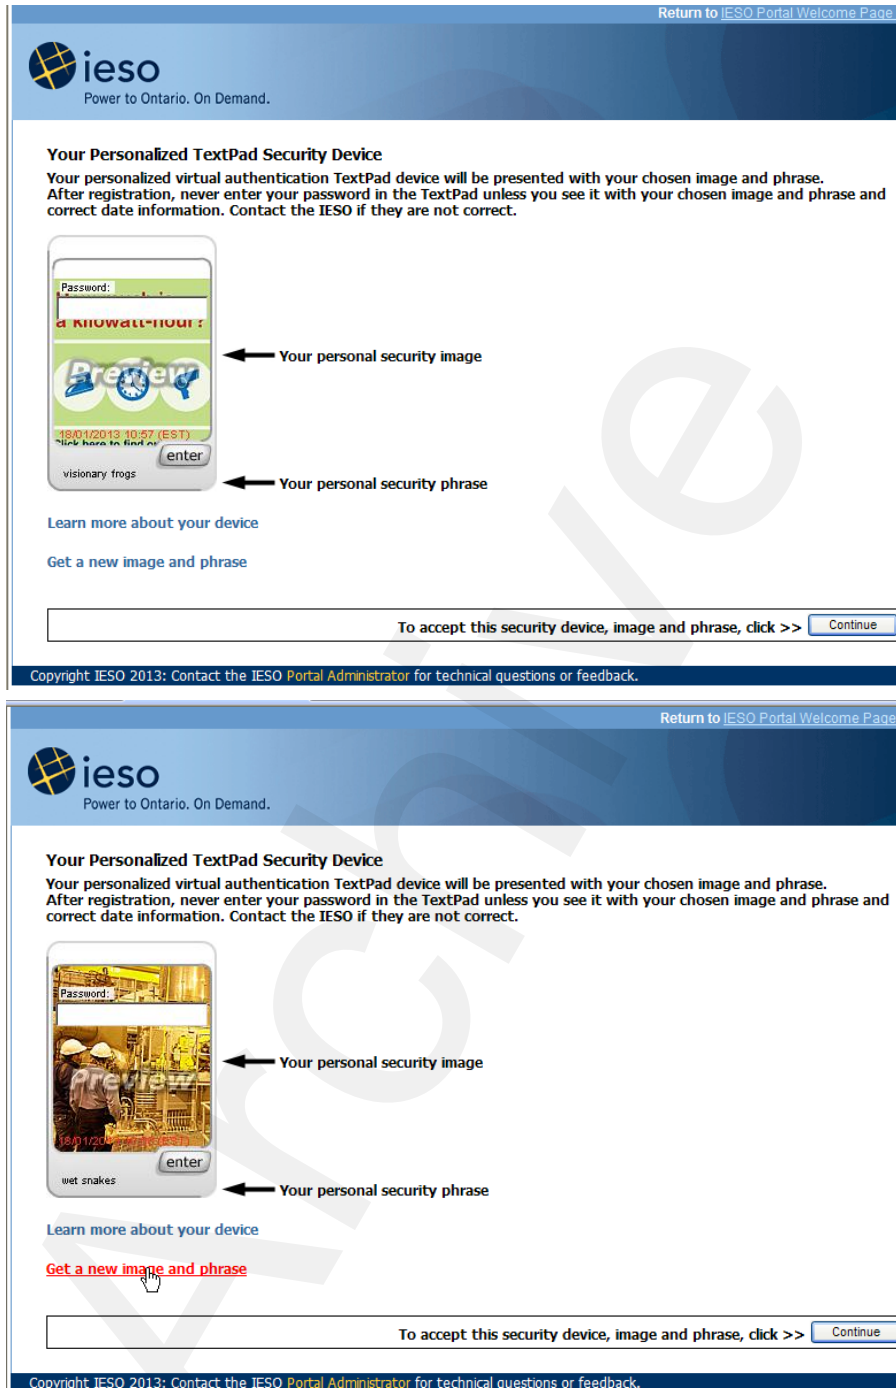 Return to IESO Portal Welcome Page
ieso
Power to Ontario. On Demand.
Your Personalized TextPad Security Device
Your personalized virtual authentication TextPad device will be presented with your chosen image and phrase.
After registration, never enter your password in the TextPad unless you see it with your chosen image and phrase and
correct date information. Contact the IESO if they are not correct.
Password:
a kilowatt-hour?
Preview
Your personal security image
18/01/2013 10:57 (EST)
Click here to find
enter
visionary frogs
Your personal security phrase
Learn more about your device
Get a new image and phrase
To accept this security device, image and phrase, click >> Continue
Copyright IESO 2013: Contact the IESO Portal Administrator for technical questions or feedback.
Return to IESO Portal Welcome Page
ieso
Power to Ontario. On Demand.
Your Personalized TextPad Security Device
Your personalized virtual authentication TextPad device will be presented with your chosen image and phrase.
After registration, never enter your password in the TextPad unless you see it with your chosen image and phrase and
correct date information. Contact the IESO if they are not correct.
Password:
Your personal security image
Preview
(EST)
enter
wet snakes
Your personal security phrase
Learn more about your device
Get a new image and phrase
To accept this security device, image and phrase, click >> Continue
Copyright IESO 2013: Contact the IESO Portal Administrator for technical questions or feedback.
Archive